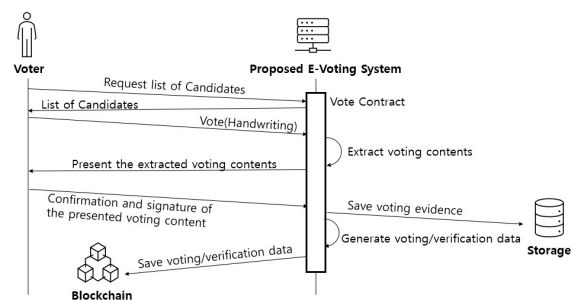 Voter
Proposed E-Voting System
Request list of Candidates
Vote Contract
List of Candidates
Vote(Handwriting)
Extract voting contents
Present the extracted voting contents
Confirmation and signature of
the presented voting content
Save voting evidence
Generate voting/verification data
Storage
Save voting/verification data
Blockchain